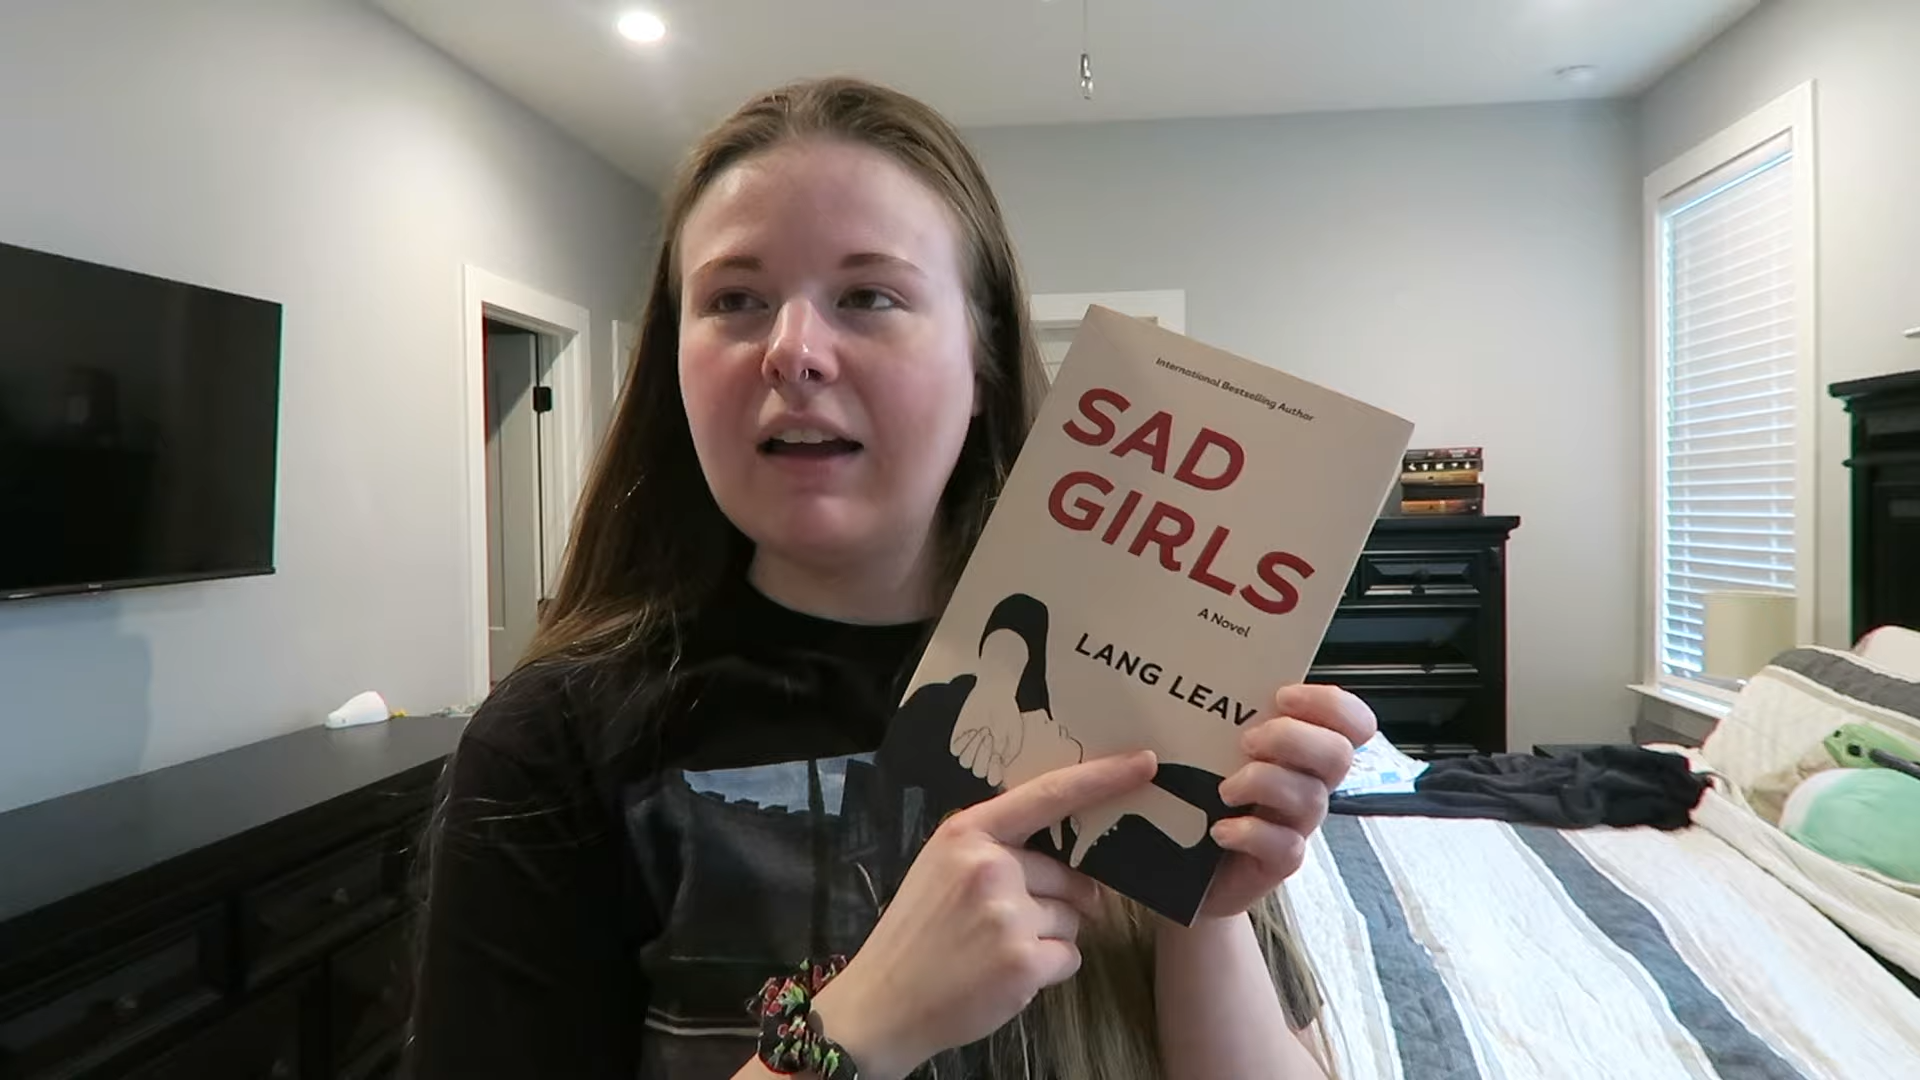 International Bestselling Author
SAD
GIRLS
A Novel
LANG LEAV